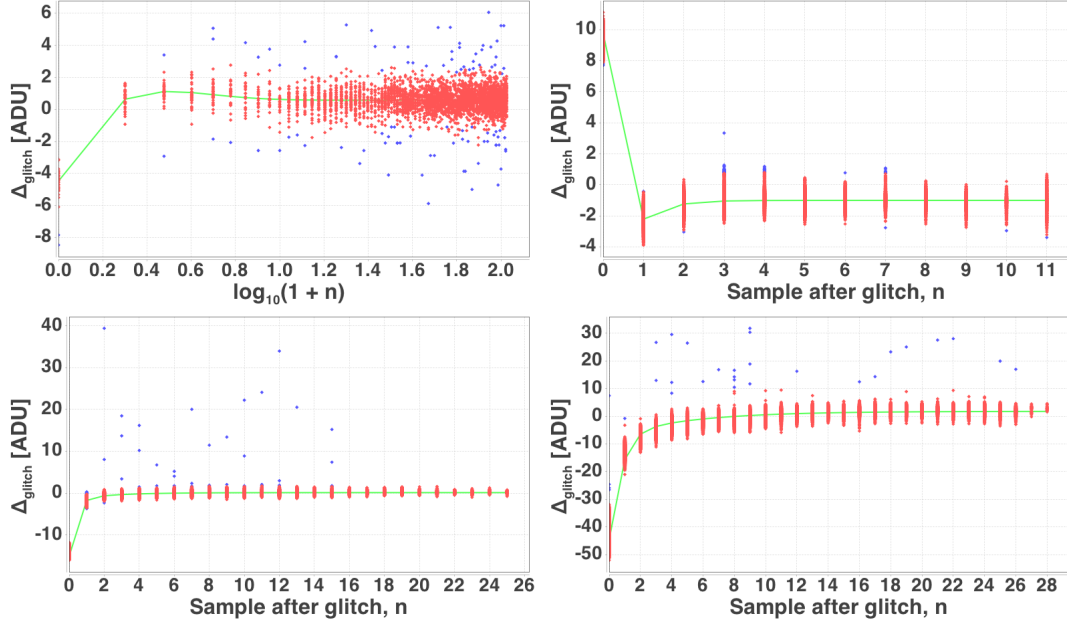 6
4
2
0
-2
-4
-6
-8
Δglitch [ADU]
0.0 0.2 0.4 0.6 0.8 1.0 1.2 1.4 1.6 1.8 2.0
log10(1 + n)
10
8
6
4
2
0
-2
-4
Δglitch [ADU]
0 1 2 3 4 5 6 7 8 9 10 11
Sample after glitch, n
40
30
20
10
0
-10
Δglitch [ADU]
0 2 4 6 8 10 12 14 16 18 20 22 24 26
Sample after glitch, n
30
20
10
0
-10
-20
-30
-40
-50
Δglitch [ADU]
0 2 4 6 8 10 12 14 16 18 20 22 24 26 28
Sample after glitch, n